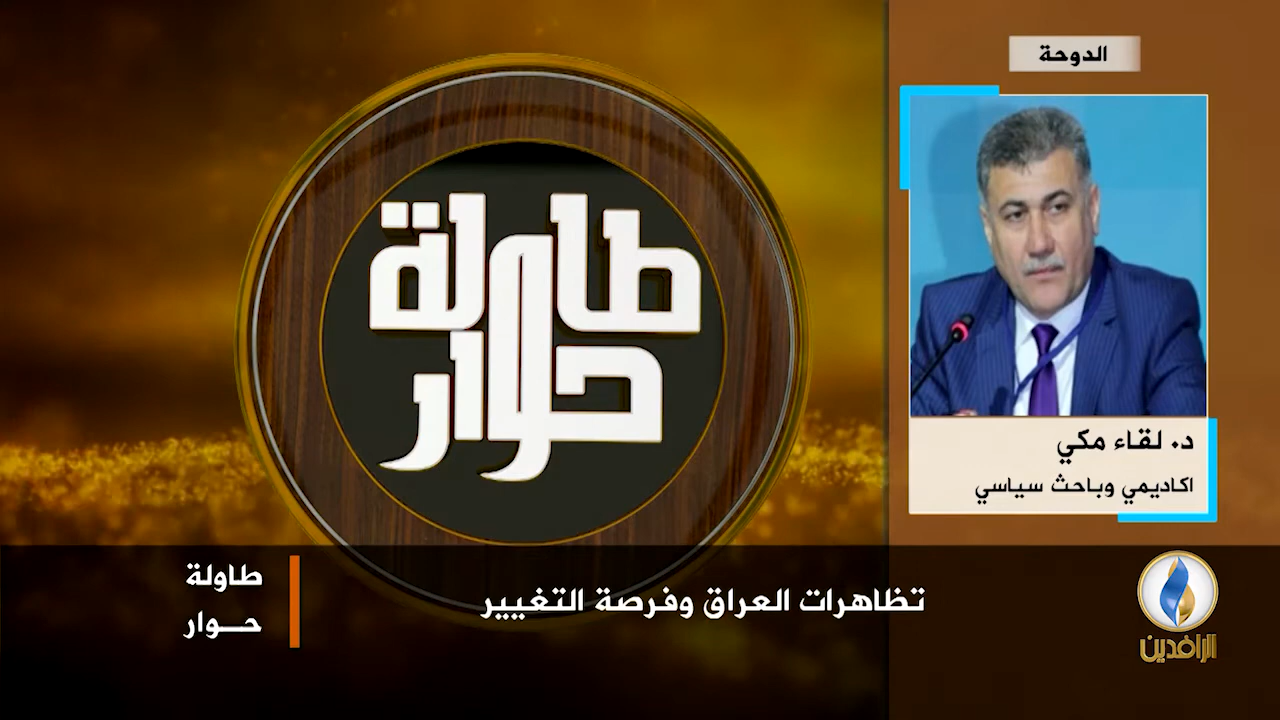 الدوحة
طاولة
حوار
د. لقاء مكي
اكاديمي وباحث سياسي
تظاهرات العراق وفرصة التغيير
طاولة
حـــوار
الرافدين